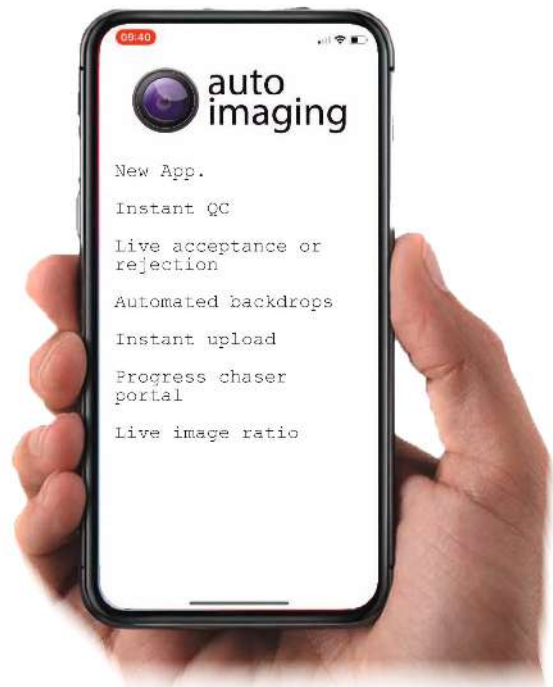 09:40
auto
imaging
New App.
Instant QC
Live acceptance or
rejection
Automated backdrops
Instant upload
Progress chaser
portal
Live image ratio